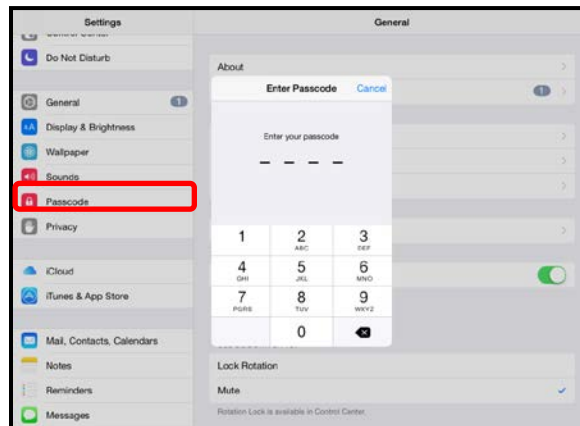 Settings
General
Do Not Disturb
General
1
Display & Brightness
Wallpaper
Sounds
Passcode
Privacy
iCloud
iTunes & App Store
Mail, Contacts, Calendars
Notes
Reminders
Messages
About
1
Enter Passcode
Cancel
Enter your passcode
1
2
ABC
3
DEF
4
GHI
5
JKL
6
MNO
7
PQRS
8
TUV
9
WXYZ
0
Lock Rotation
Mute
Rotation Lock is available in Control Center.